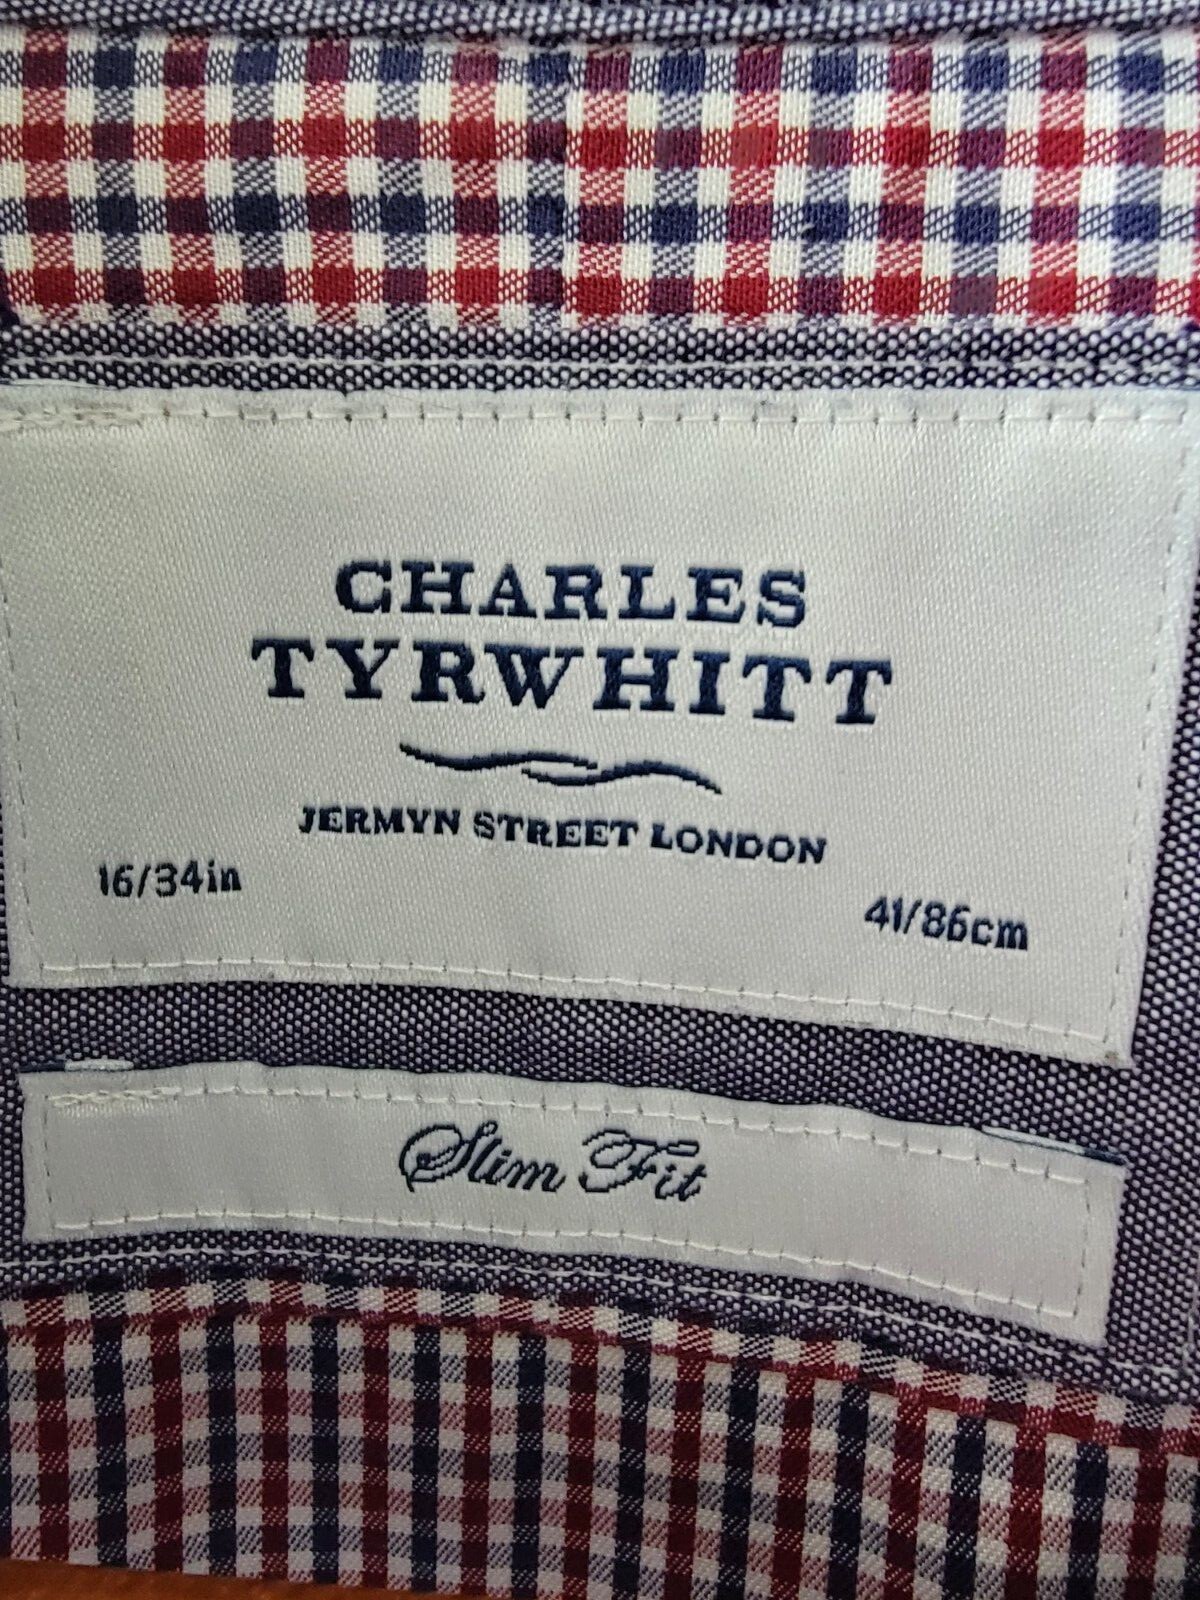 CHARLES
TYRWHITT
JERMYN STREET LONDON
16/34in
41/86cm
Slim Fit